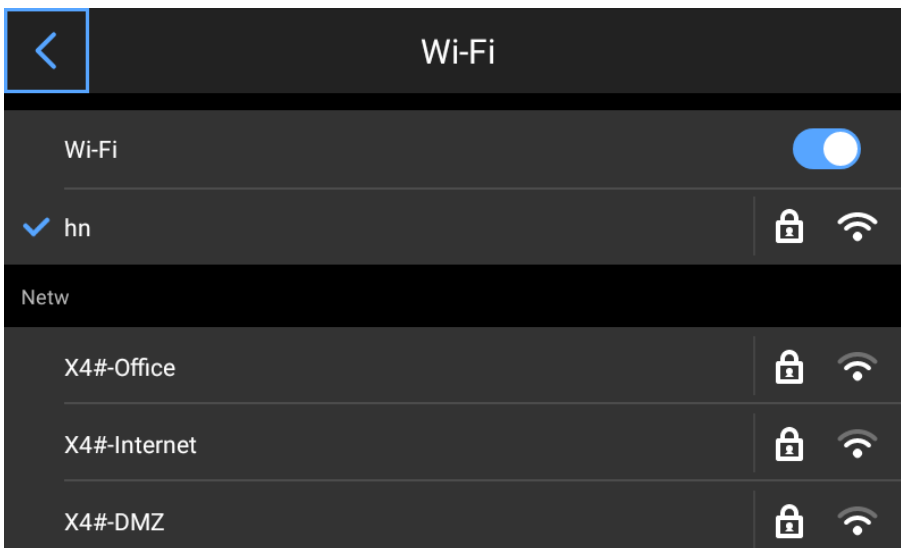 Wi-Fi
Wi-Fi
hn
Netw
X4#-Office
X4#-Internet
X4#-DMZ